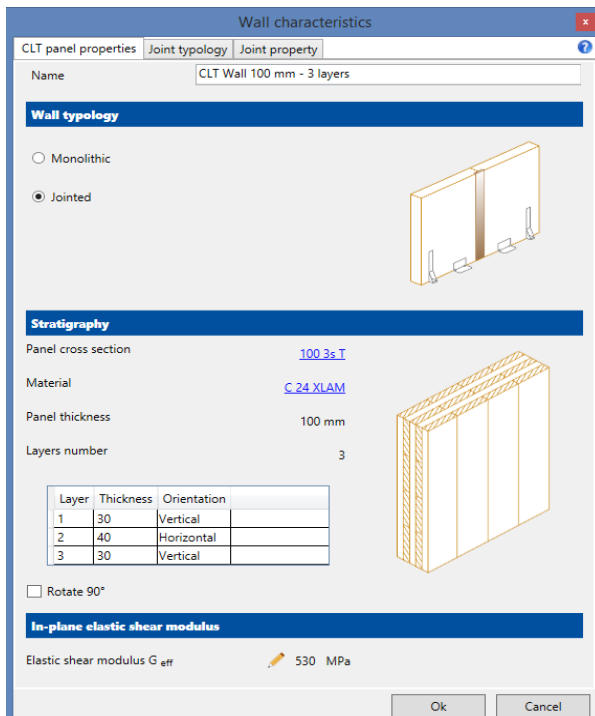 Wall characteristics
x
CLT panel properties Joint typology Joint property ?
Name CLT Wall 100 mm - 3 layers
Wall typology
Monolithic
Jointed
Stratigraphy
Panel cross section 100 3s T
Material C 24 XLAM
Panel thickness 100 mm
Layers number 3
Layer Thickness Orientation
1 30 Vertical
2 40 Horizontal
3 30 Vertical
Rotate 90°
In-plane elastic shear modulus
Elastic shear modulus G eff 530 MPa
Ok Cancel